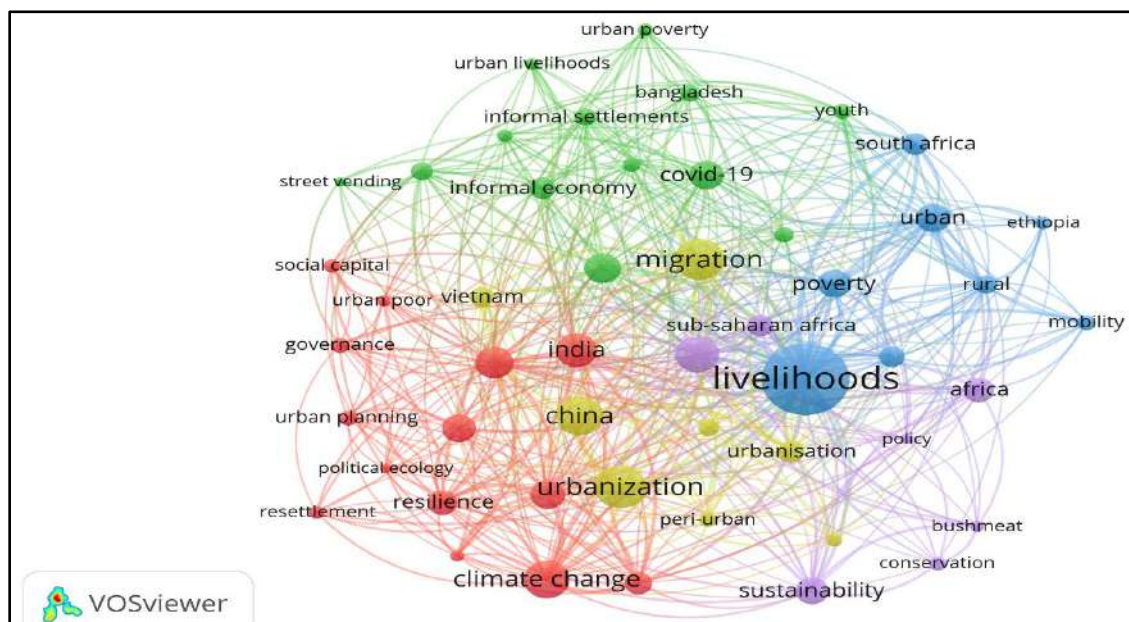 urban poverty
urban livelihoods
bangladesh
youth
informal settlements
south africa
covid-19
street vending
informal economy
urban
ethiopia
migration
social capital
poverty
rural
vietnam
urban poor
sub-saharan africa
mobility
governance
india
livelihoods
africa
urban planning
china
policy
urbanisation
political ecology
urbanization
resilience
resettlement
peri-urban
bushmeat
conservation
climate change
sustainability
VOSviewer